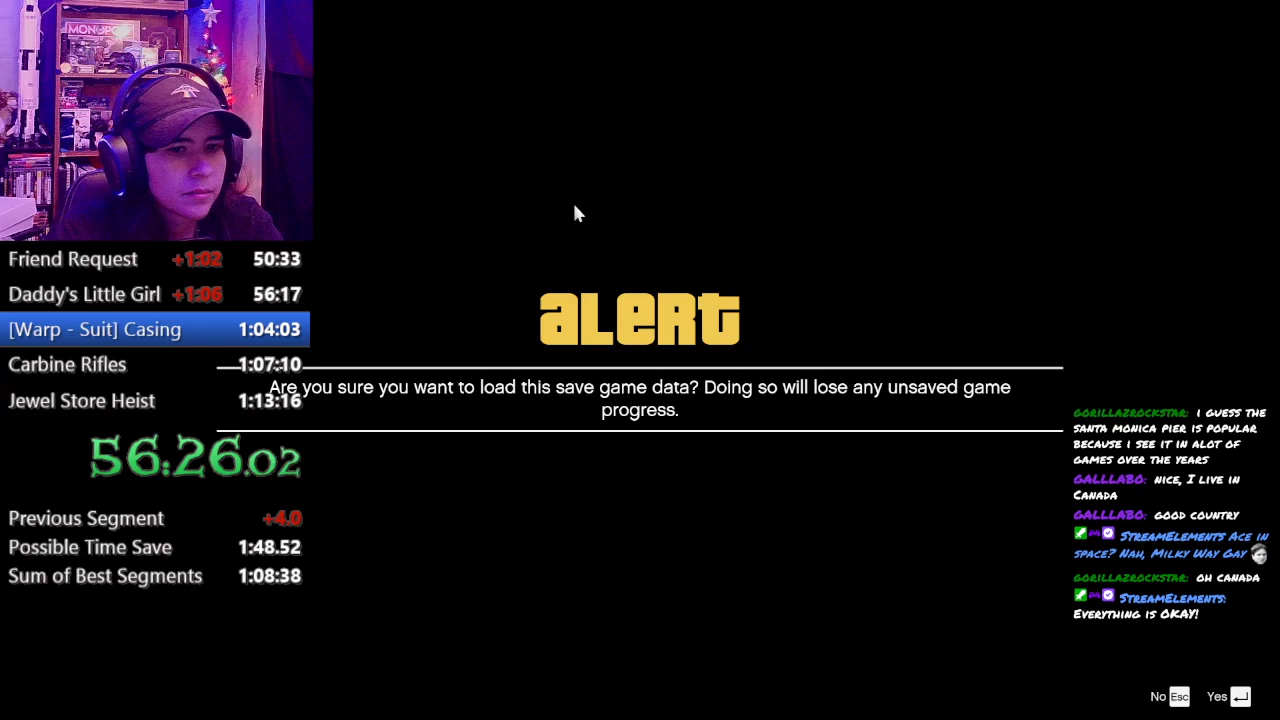 MONOPOLY
Friend Request +1:02 50:33
Daddy's Little Girl +1:06 56:17
[Warp - Suit] Casing 1:04:03
Carbine Rifles 1:07:10
Jewel Store Heist 1:13:16
56:26.02
Previous Segment +4.0
Possible Time Save 1:48.52
Sum of Best Segments 1:08:38
alert
Are you sure you want to load this save game data? Doing so will lose any unsaved game
progress.
GORILLAZROCKSTAR: I GUESS THE
SANTA MONICA PIER IS POPULAR
BECAUSE I SEE IT IN ALOT OF
GAMES OVER THE YEARS
GALLLABO: NICE, I LIVE IN
CANADA
GALLLABO: GOOD COUNTRY
STREAMELEMENTS ACE IN
SPACE? NAH, MILKY WAY GAY
GORILLAZROCKSTAR: OH CANADA
STREAMELEMENTS:
EVERYTHING IS OKAY!
No Esc Yes